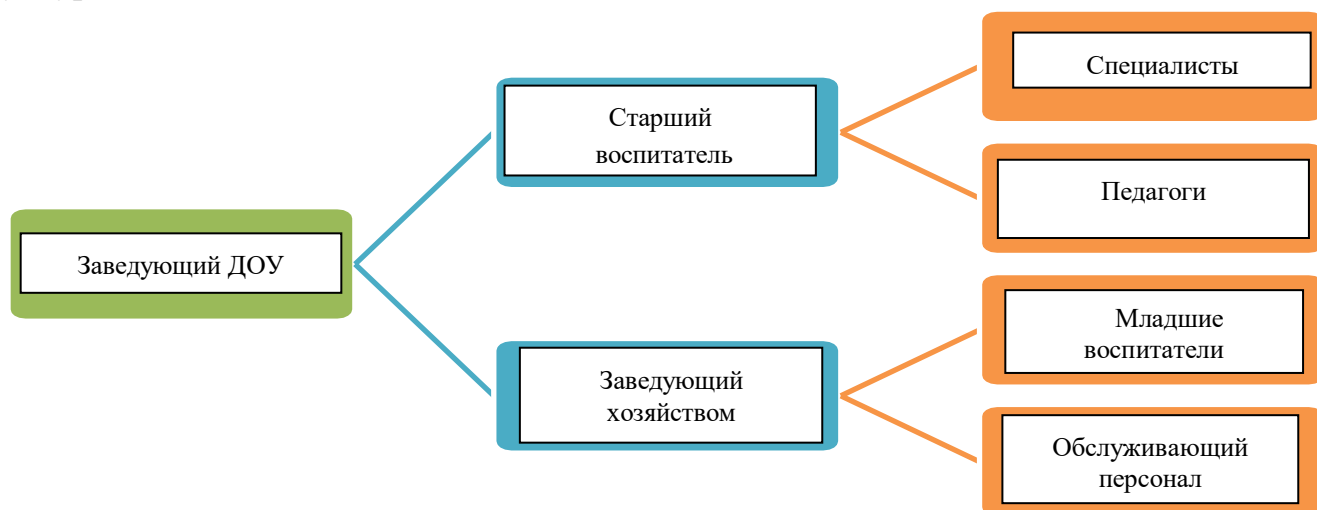 Заведующий ДОУ
Старший
воспитатель
Заведующий
хозяйством
Специалисты
Педагоги
Младшие
воспитатели
Обслуживающий
персонал